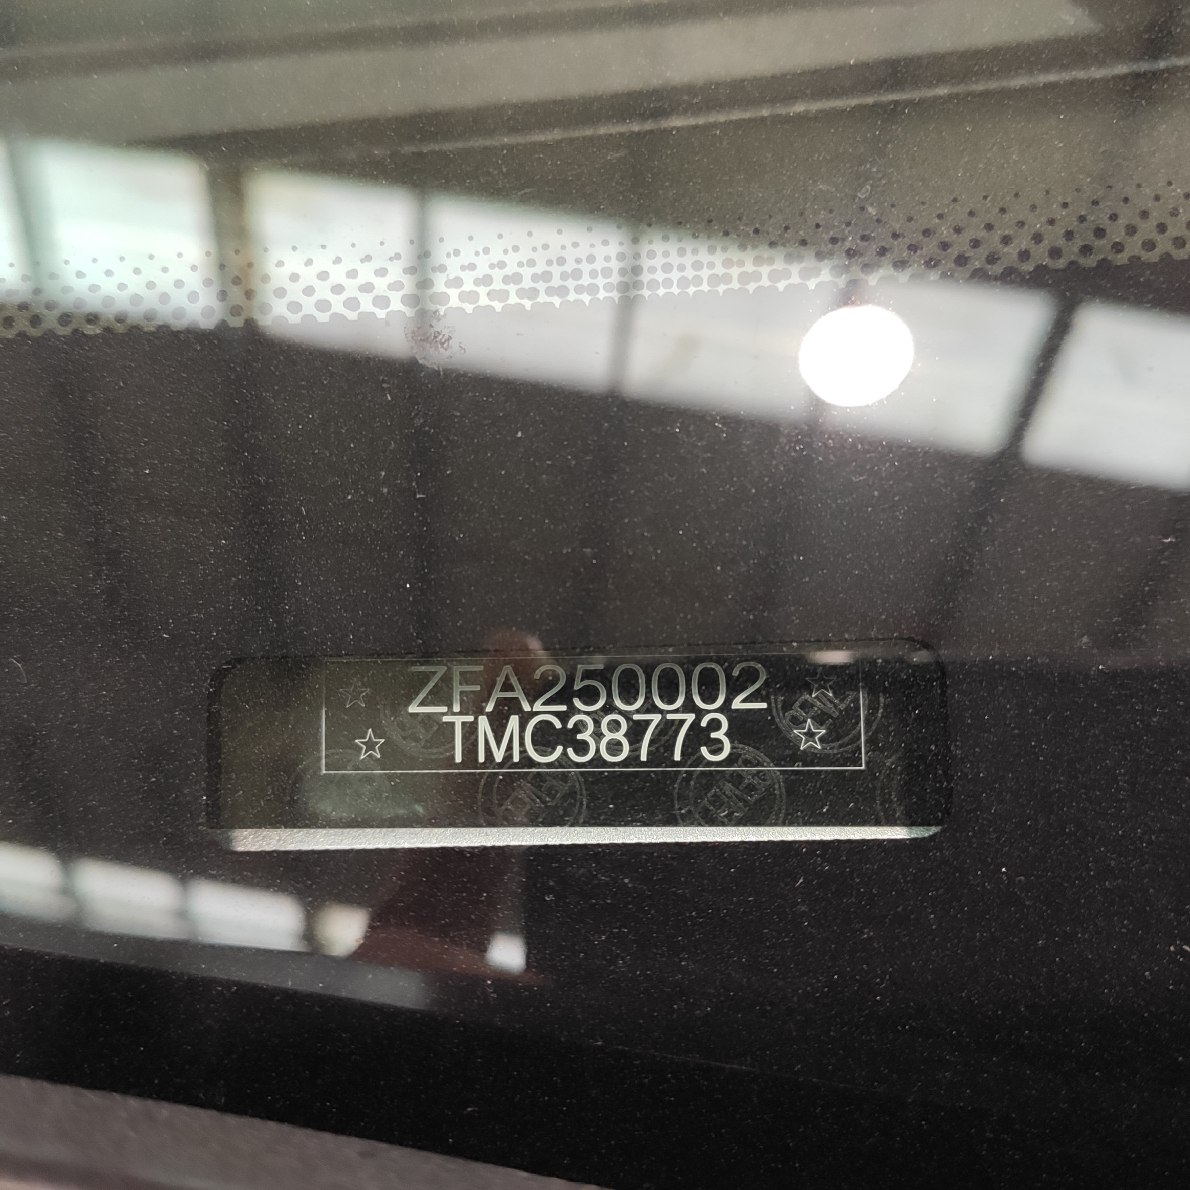 ☆ ZFA250002 ☆
☆ TMC38773 ☆